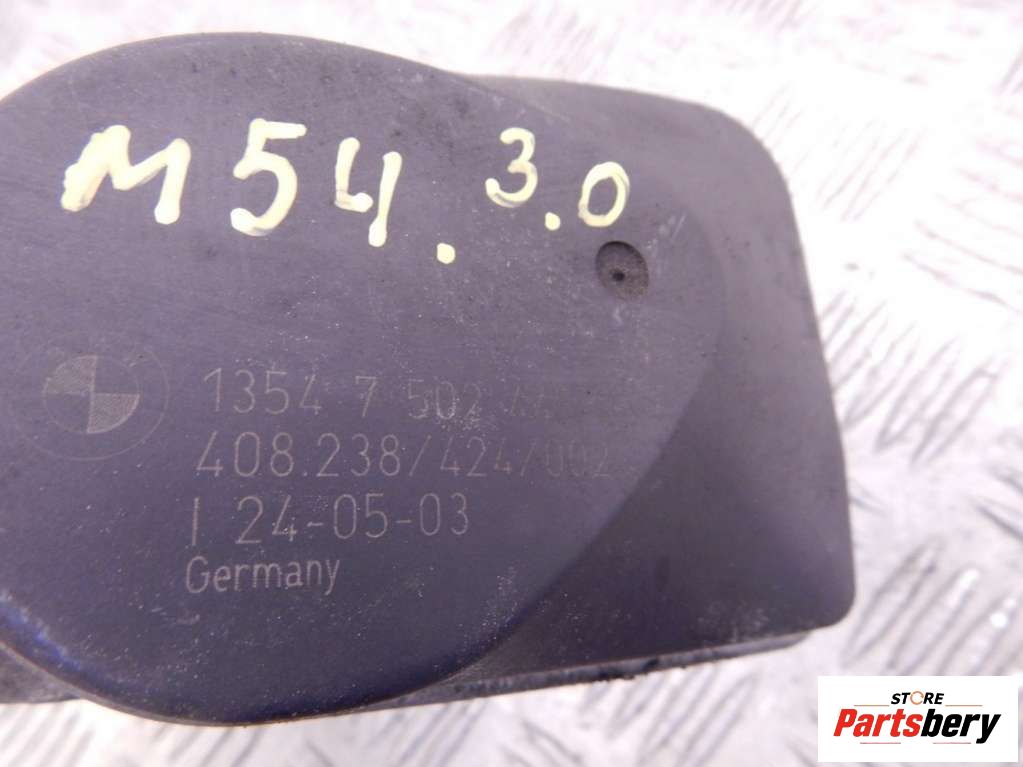 M54. 3.0
1354 7 502
408.238/424/002
I 24-05-03
Germany
STORE
Partsbery